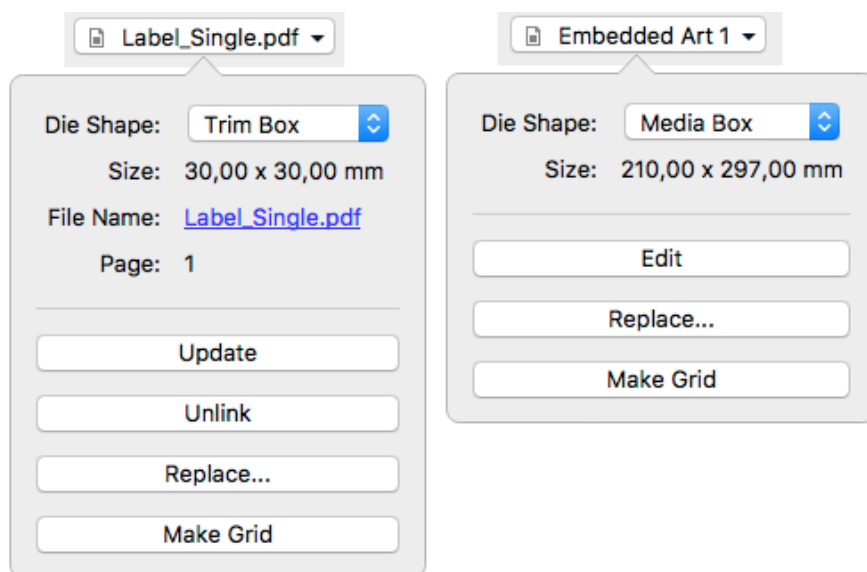 Label_Single.pdf
Die Shape: Trim Box
Size: 30,00 x 30,00 mm
File Name: Label_Single.pdf
Page: 1
Update
Unlink
Replace...
Make Grid
Embedded Art 1
Die Shape: Media Box
Size: 210,00 x 297,00 mm
Edit
Replace...
Make Grid